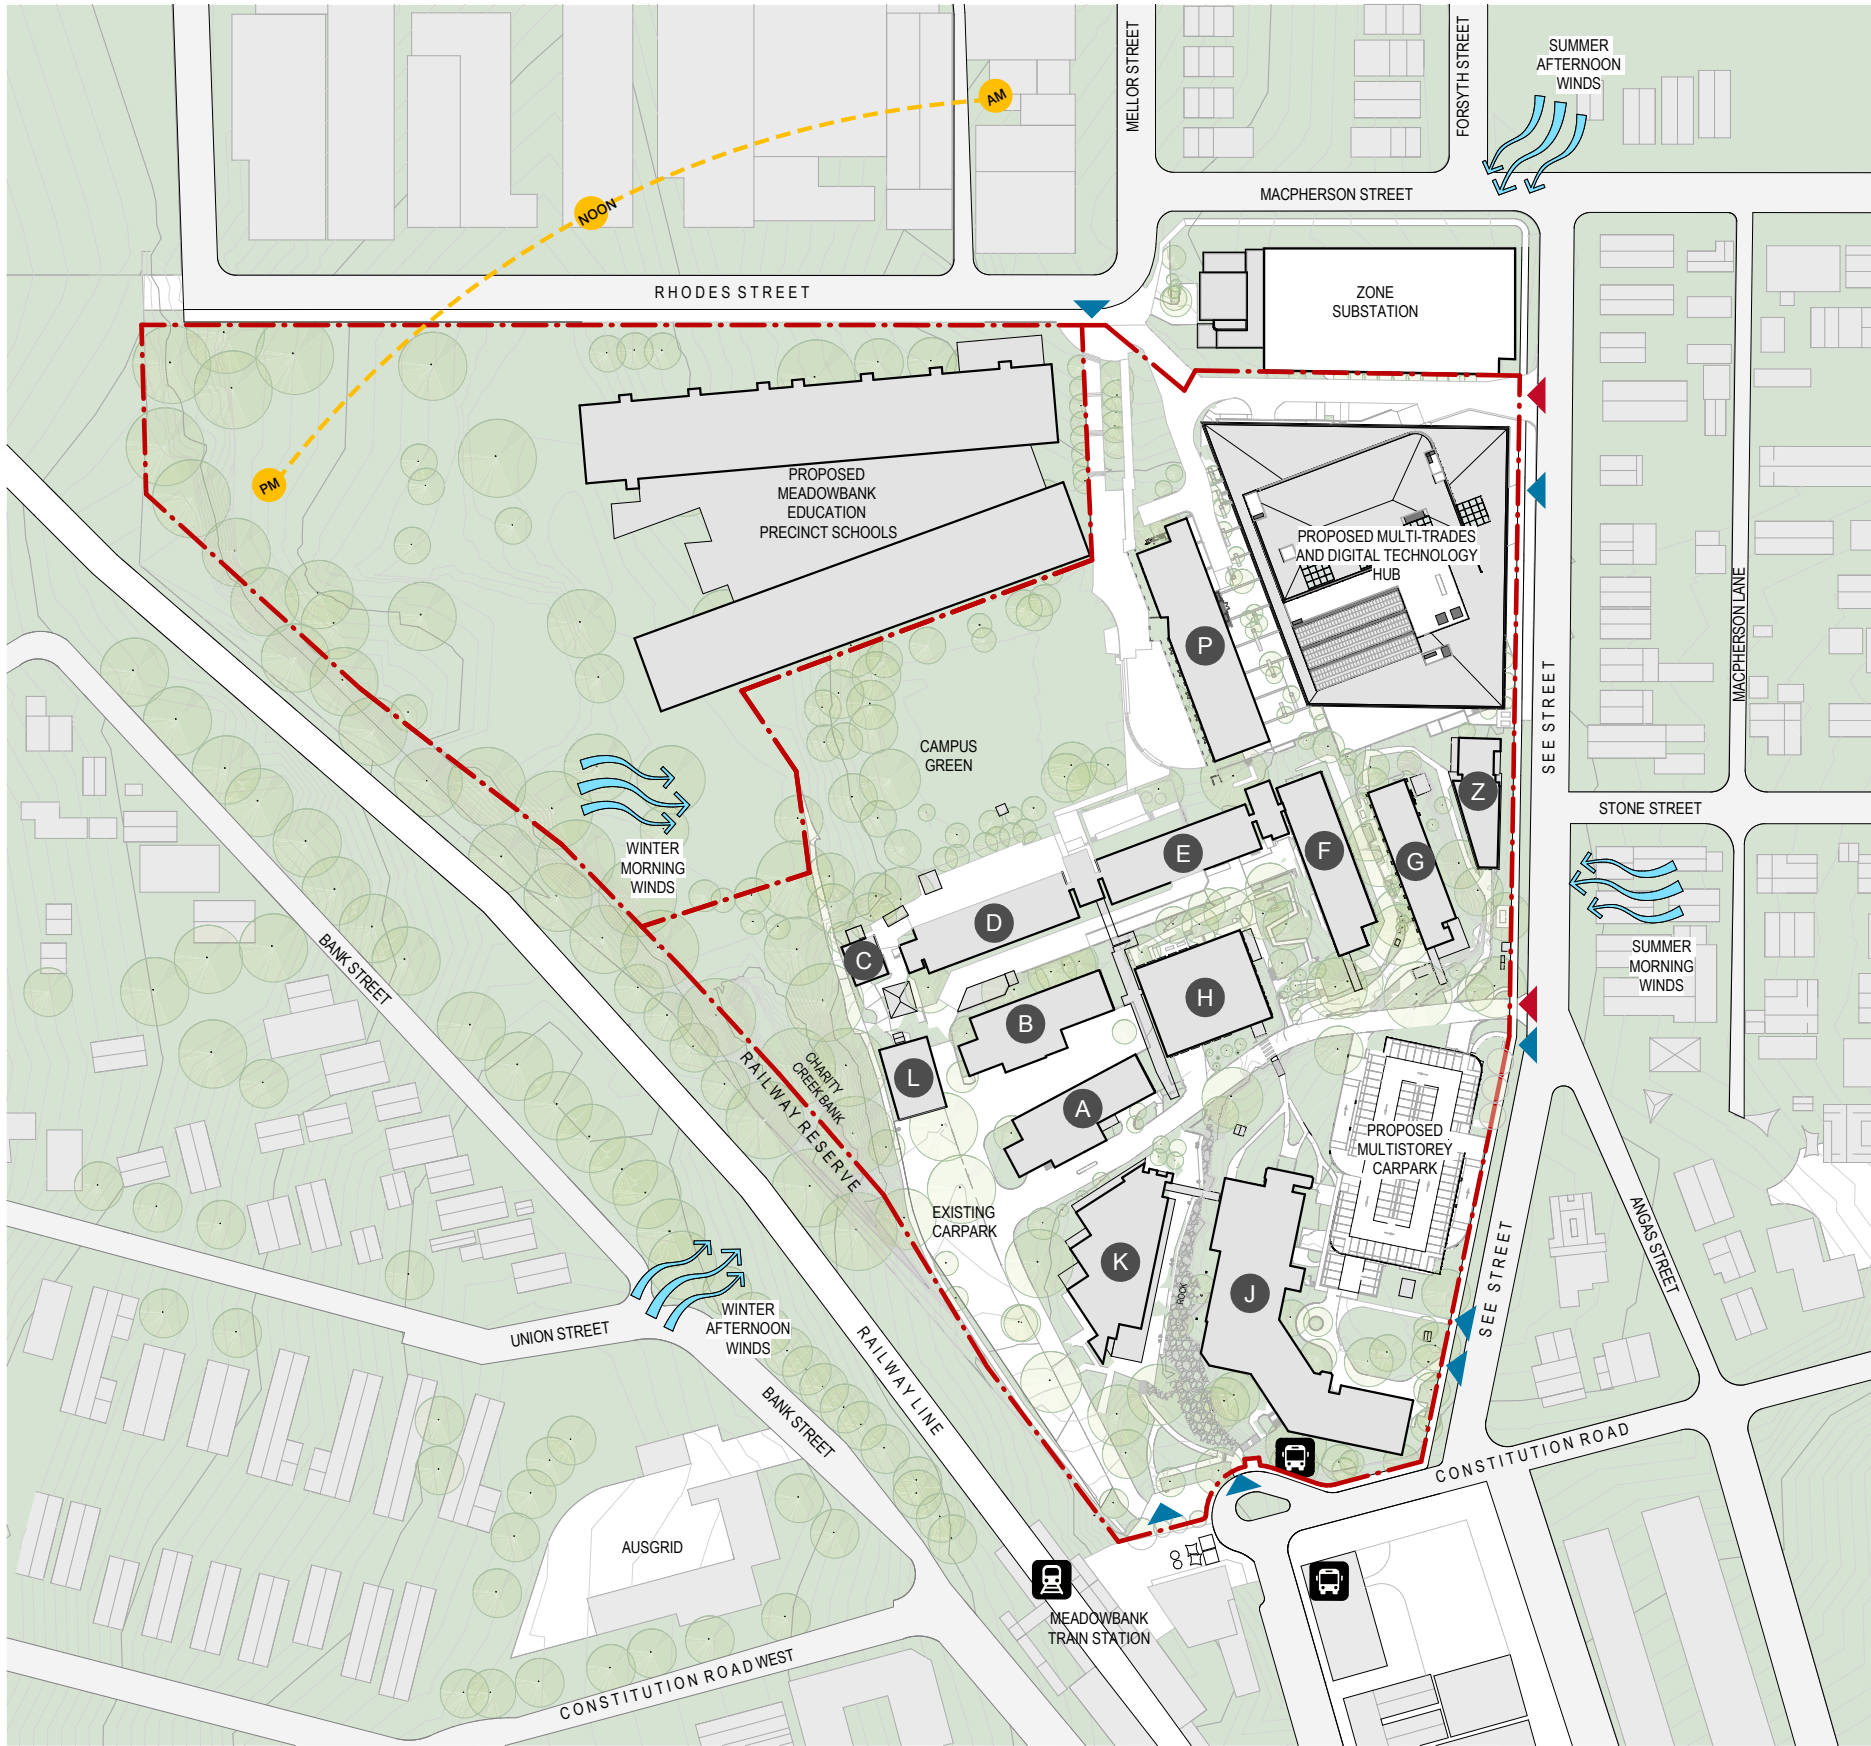 MELLOR STREET
FORSYTH STREET
SUMMER
AFTERNOON
WINDS
AM
NOON
PM
MACPHERSON STREET
RHODES STREET
ZONE
SUBSTATION
PROPOSED
MEADOWBANK
EDUCATION
PRECINCT SCHOOLS
PROPOSED MULTI-TRADES
AND DIGITAL TECHNOLOGY
HUB
MACPHERSON LANE
SEE STREET
P
CAMPUS
GREEN
Z
STONE STREET
E
F
G
WINTER
MORNING
WINDS
D
C
H
B
SUMMER
MORNING
WINDS
BANK STREET
L
A
CHARITY
CREEK BANK
RAILWAY RESERVE
PROPOSED
MULTISTOREY
CARPARK
EXISTING
CARPARK
ANGAS STREET
K
J
ROCK
SEE STREET
WINTER
AFTERNOON
WINDS
UNION STREET
RAILWAY LINE
BANK STREET
CONSTITUTION ROAD
AUSGRID
MEADOWBANK
TRAIN STATION
CONSTITUTION ROAD WEST